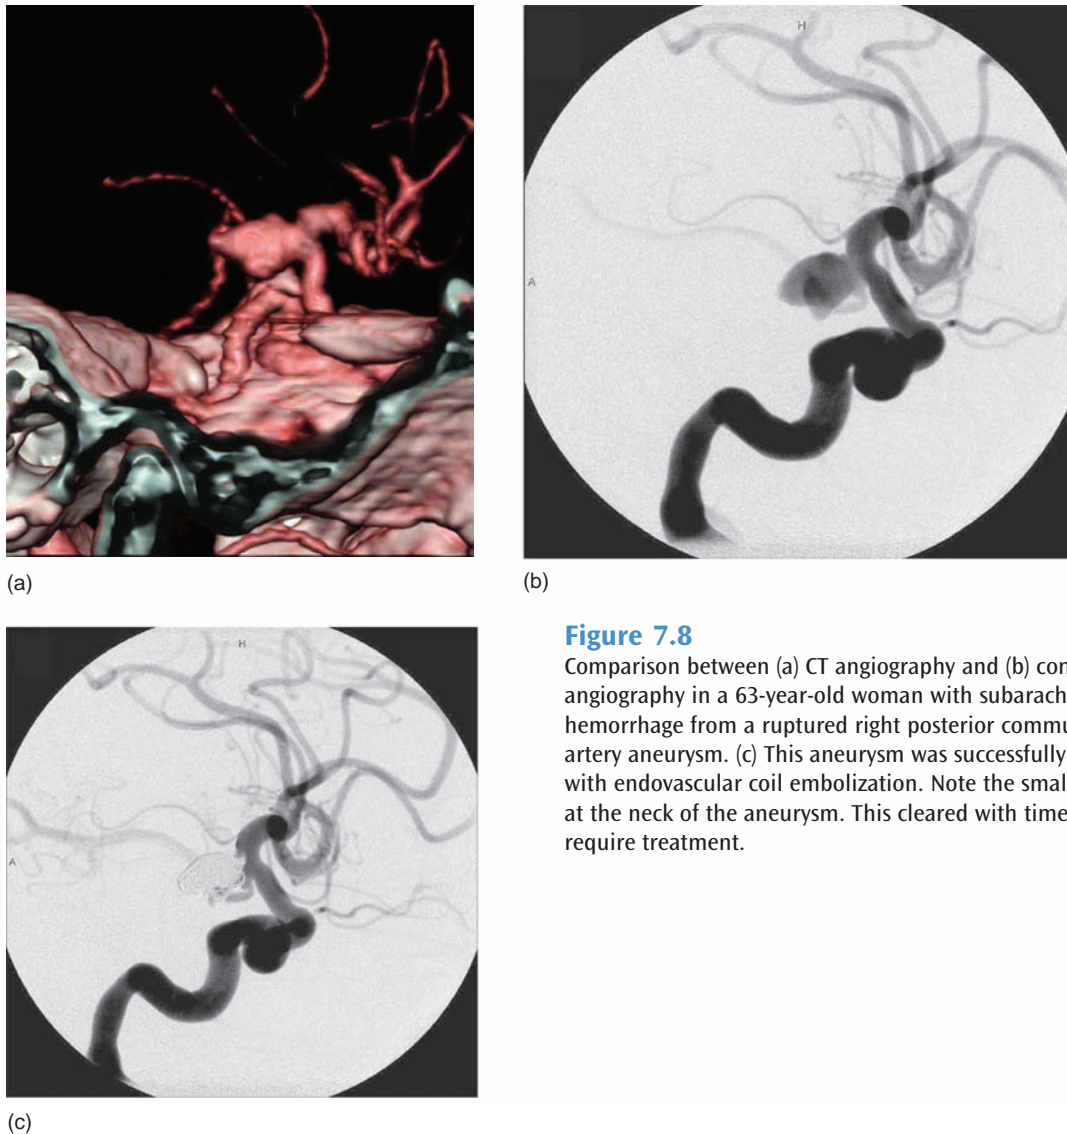 H
A
(a)
(b)
H
A
(c)
Figure 7.8
Comparison between (a) CT angiography and (b) con
angiography in a 63-year-old woman with subarach
hemorrhage from a ruptured right posterior commu
artery aneurysm. (c) This aneurysm was successfully
with endovascular coil embolization. Note the small
at the neck of the aneurysm. This cleared with time
require treatment.